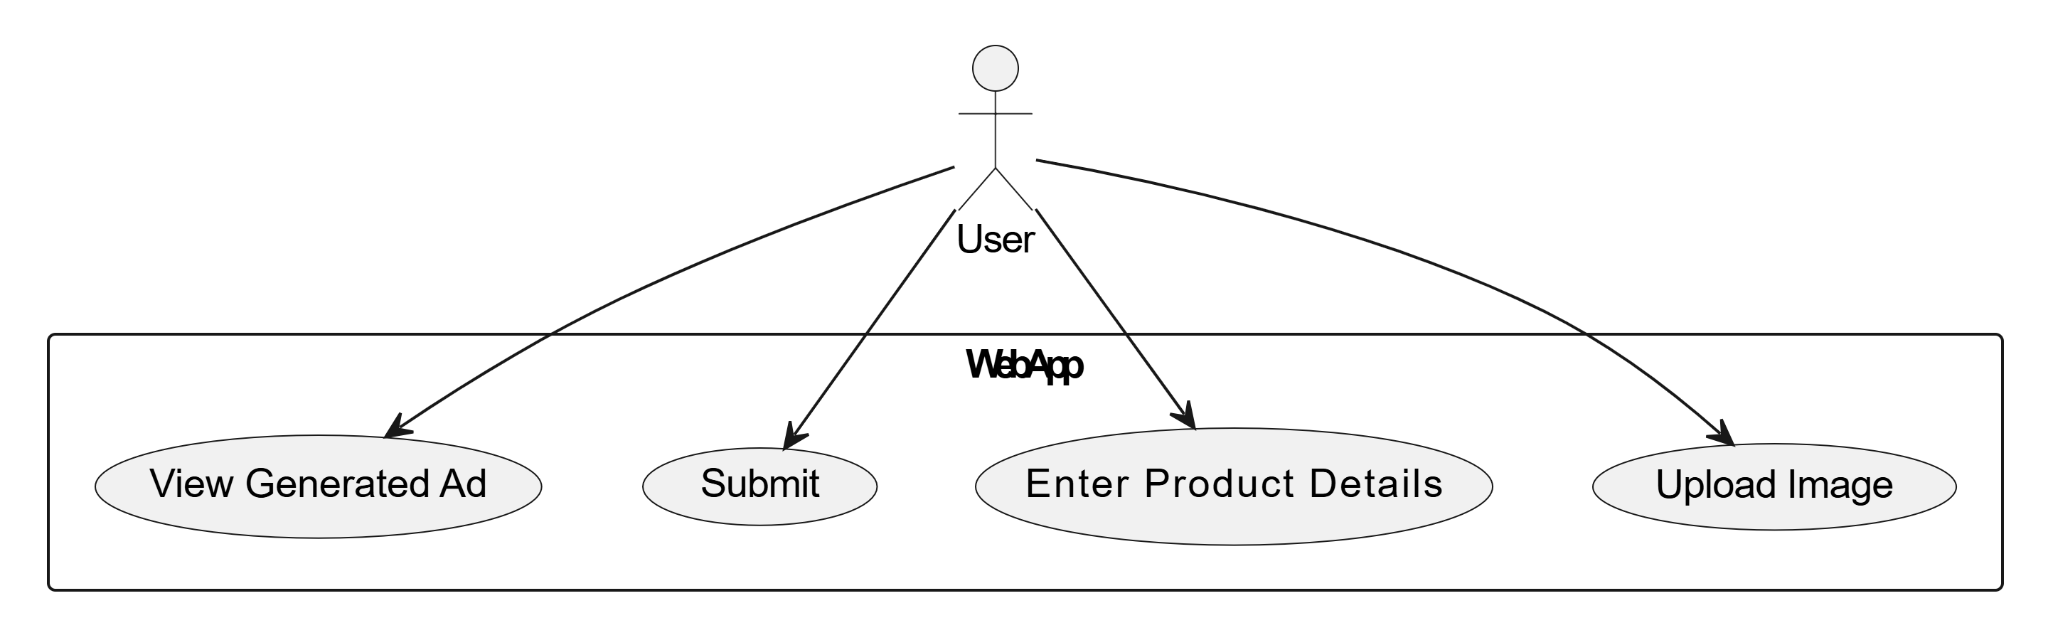 User
WebApp
View Generated Ad
Submit
Enter Product Details
Upload Image